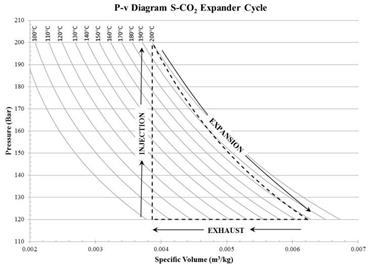 P-v Diagram S-CO₂ Expander Cycle
210
200
190
180
170
160
150
140
130
120
110
Pressure (Bar)
100°C
110°C
120°C
130°C
140°C
150°C
160°C
170°C
180°C
190°C
200°C
INJECTION
EXPANSION
EXHAUST
0.002
0.003
0.004
0.005
0.006
0.007
Specific Volume (m³/kg)